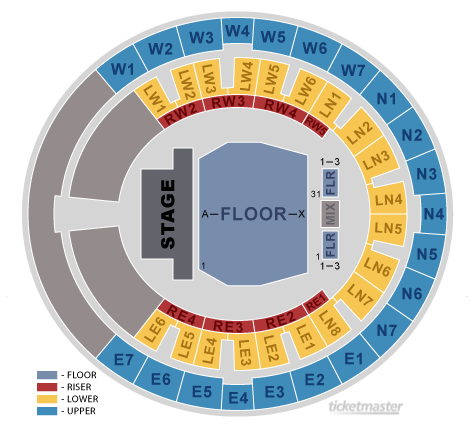 W1
W2
W3
W4
W5
W6
W7
N1
N2
N3
N4
N5
N6
N7
E1
E2
E3
E4
E5
E6
E7
LW1
LW2
LW3
LW4
LW5
LW6
LN1
LN2
LN3
LN4
LN5
LN6
LN7
LN8
LE1
LE2
LE3
LE4
LE5
LE6
RW2
RW3
RW4
RW5
RE1
RE2
RE3
RE4
STAGE
A–FLOOR–X
1
1–3
FLR
31
MIX
FLR
1
1–3
- FLOOR
- RISER
- LOWER
- UPPER
ticketmaster